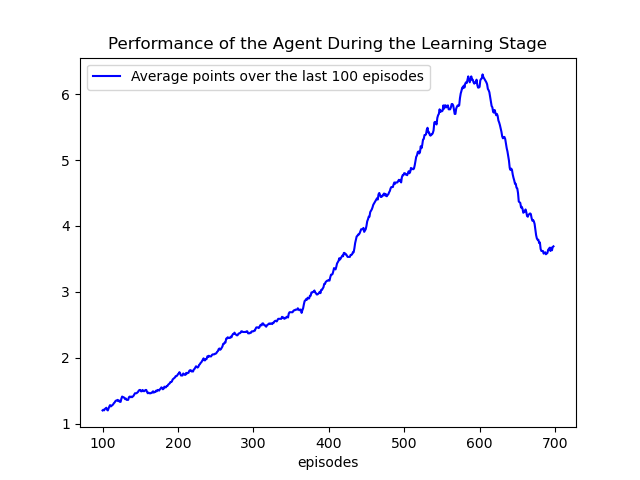 Performance of the Agent During the Learning Stage
Average points over the last 100 episodes
6
5
4
3
2
1
100 200 300 400 500 600 700
episodes